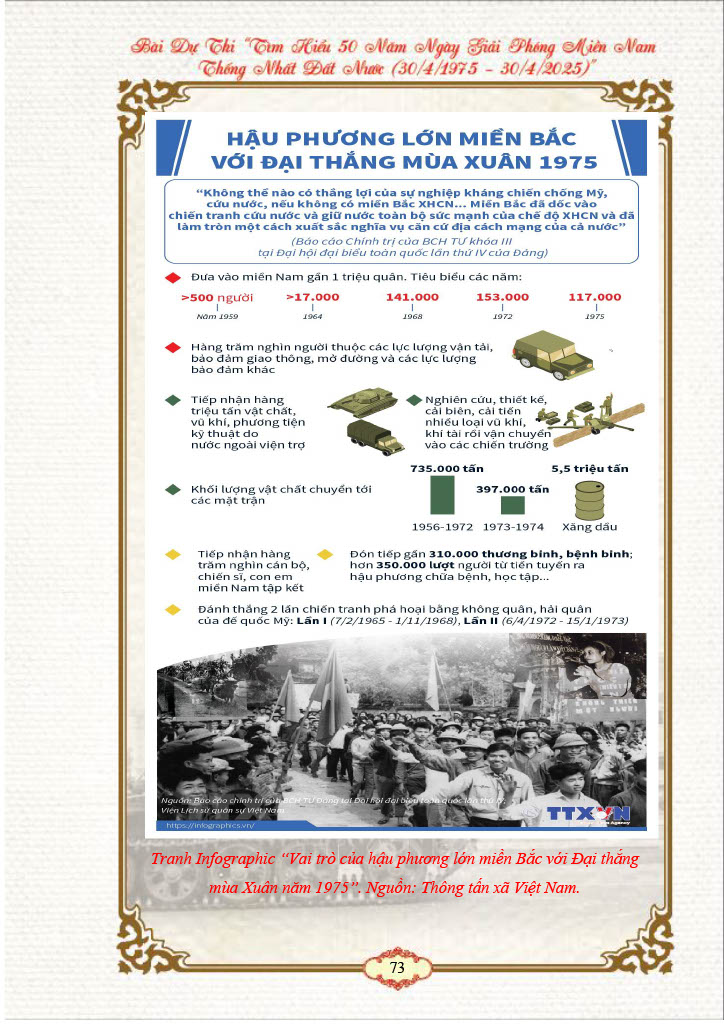 Bài Dự Thi “Tìm Hiểu 50 Năm Ngày Giải Phóng Miền Nam
Thống Nhất Đất Nước (30/4/1975 – 30/4/2025)”
HẬU PHƯƠNG LỚN MIỀN BẮC
VỚI ĐẠI THẮNG MÙA XUÂN 1975
“Không thể nào có thắng lợi của sự nghiệp kháng chiến chống Mỹ,
cứu nước, nếu không có miền Bắc XHCN... Miền Bắc đã dốc vào
chiến tranh cứu nước và giữ nước toàn bộ sức mạnh của chế độ XHCN và đã
làm tròn một cách xuất sắc nghĩa vụ căn cứ địa cách mạng của cả nước”
(Báo cáo Chính trị của BCH TƯ khóa III
tại Đại hội đại biểu toàn quốc lần thứ IV của Đảng)
Đưa vào miền Nam gần 1 triệu quân. Tiêu biểu các năm:
>500 người >17.000 141.000 153.000 117.000
Năm 1959 1964 1968 1972 1975
Hàng trăm nghìn người thuộc các lực lượng vận tải,
bảo đảm giao thông, mở đường và các lực lượng
bảo đảm khác
Tiếp nhận hàng
triệu tấn vật chất,
vũ khí, phương tiện
kỹ thuật do
nước ngoài viện trợ
Nghiên cứu, thiết kế,
cải biên, cải tiến
nhiều loại vũ khí,
khí tài rồi vận chuyển
vào các chiến trường
Khối lượng vật chất chuyển tới
các mặt trận
735.000 tấn 397.000 tấn 5,5 triệu tấn
1956-1972 1973-1974 Xăng dầu
Tiếp nhận hàng
trăm nghìn cán bộ,
chiến sĩ, con em
miền Nam tập kết
Đón tiếp gần 310.000 thương binh, bệnh binh;
hơn 350.000 lượt người từ tiền tuyến ra
hậu phương chữa bệnh, học tập...
Đánh thắng 2 lần chiến tranh phá hoại bằng không quân, hải quân
của đế quốc Mỹ: Lần I (7/2/1965 - 1/11/1968), Lần II (6/4/1972 - 15/1/1973)
KHÔNG THIẾU
MỘT NGƯỜI
Nguồn: Báo cáo chính trị của BCH TƯ Đảng tại Đại hội đại biểu toàn quốc lần thứ IV,
Viện Lịch sử quân sự Việt Nam
https://infographics.vn/
TTXVN
Agency
Tranh Infographic “Vai trò của hậu phương lớn miền Bắc với Đại thắng
mùa Xuân năm 1975”. Nguồn: Thông tấn xã Việt Nam.
73